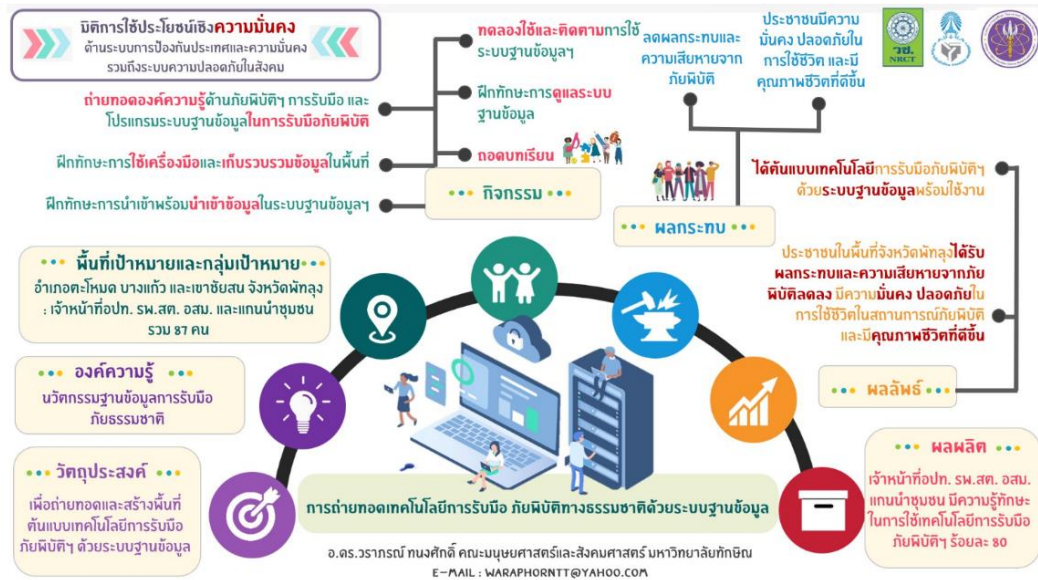 มิติการใช้ประโยชน์เชิงความมั่นคง
ด้านระบบการป้องกันประเทศและความมั่นคง
รวมถึงระบบความปลอดภัยในสังคม
ถ่ายทอดองค์ความรู้ด้านภัยพิบัติฯ การรับมือ และ
โปรแกรมระบบฐานข้อมูลในการรับมือภัยพิบัติ
ฝึกทักษะการใช้เครื่องมือและเก็บรวบรวมข้อมูลในพื้นที่
ฝึกทักษะการนำเข้าพร้อมนำเข้าข้อมูลในระบบฐานข้อมูลฯ
ทดลองใช้และติดตามการใช้
ระบบฐานข้อมูลฯ
ฝึกทักษะการดูแลระบบ
ฐานข้อมูล
ถอดบทเรียน
กิจกรรม
ลดผลกระทบและ
ความเสียหายจาก
ภัยพิบัติ
ประชาชนมีความ
มั่นคง ปลอดภัยใน
การใช้ชีวิต และมี
คุณภาพชีวิตที่ดีขึ้น
ผลกระทบ
วช.
NRCT
ได้ต้นแบบเทคโนโลยีการรับมือภัยพิบัติฯ
ด้วยระบบฐานข้อมูลพร้อมใช้งาน
ประชาชนในพื้นที่จังหวัดพัทลุงได้รับ
ผลกระทบและความเสียหายจากภัย
พิบัติลดลง มีความมั่นคง ปลอดภัยใน
การใช้ชีวิตในสถานการณ์ภัยพิบัติ
และมีคุณภาพชีวิตที่ดีขึ้น
ผลลัพธ์
พื้นที่เป้าหมายและกลุ่มเป้าหมาย
อำเภอตะโหมด บางแก้ว และเขาชัยสน จังหวัดพัทลุง
: เจ้าหน้าที่อปท. รพ.สต. อสม. และแกนนำชุมชน
รวม 87 คน
องค์ความรู้
นวัตกรรมฐานข้อมูลการรับมือ
ภัยธรรมชาติ
วัตถุประสงค์
เพื่อถ่ายทอดและสร้างพื้นที่
ต้นแบบเทคโนโลยีการรับมือ
ภัยพิบัติฯ ด้วยระบบฐานข้อมูล
ผลผลิต
เจ้าหน้าที่อปท. รพ.สต. อสม.
แกนนำชุมชน มีความรู้ทักษะ
ในการใช้เทคโนโลยีการรับมือ
ภัยพิบัติฯ ร้อยละ 80
การถ่ายทอดเทคโนโลยีการรับมือ ภัยพิบัติทางธรรมชาติด้วยระบบฐานข้อมูล
อ.ดร.วราภรณ์ ทนงศักดิ์ คณะมนุษยศาสตร์และสังคมศาสตร์ มหาวิทยาลัยทักษิณ
E-MAIL : WARAPHORNTT@YAHOO.COM